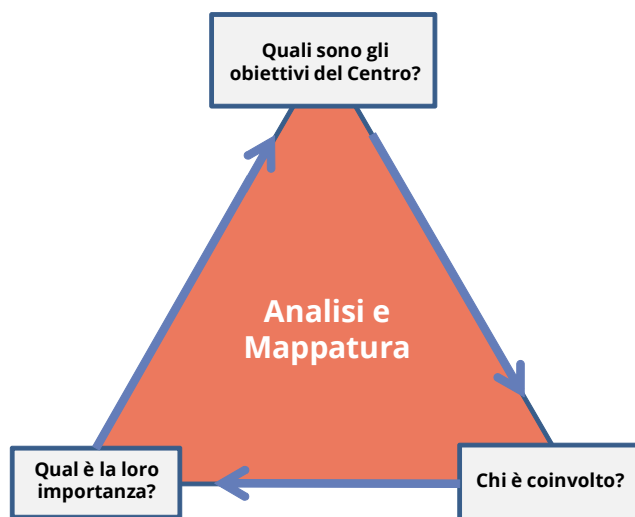 Quali sono gli
obiettivi del Centro?
Analisi e
Mappatura
Qual è la loro
importanza?
Chi è coinvolto?